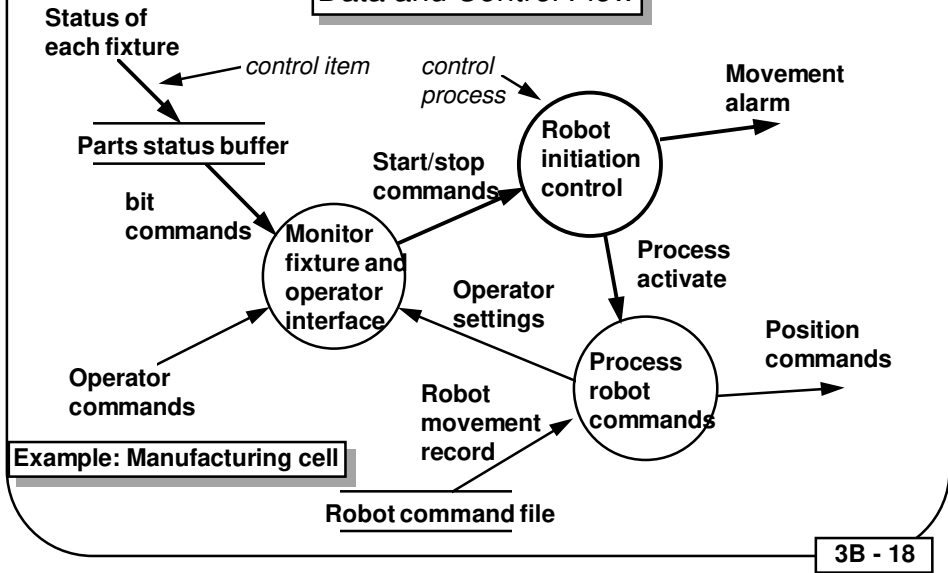 Data and Control Flow
Status of
each fixture
control item
control
process
Movement
alarm
Parts status buffer
Robot
initiation
control
Start/stop
commands
bit
commands
Monitor
fixture and
operator
interface
Process
activate
Operator
settings
Position
commands
Operator
commands
Process
robot
commands
Robot
movement
record
Example: Manufacturing cell
Robot command file
3B - 18